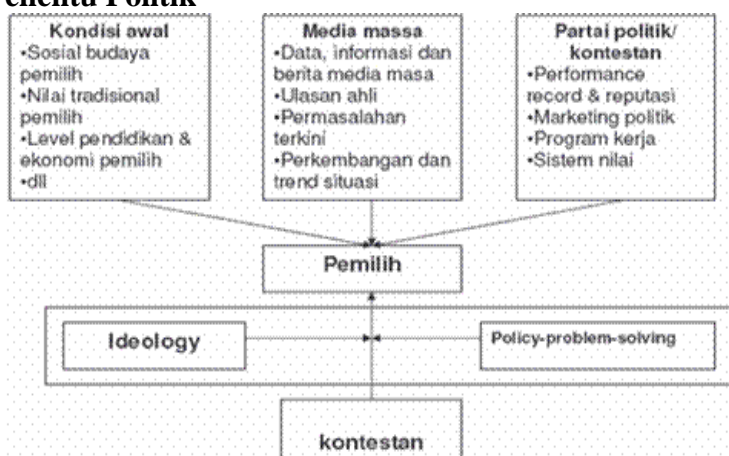 Politik
Kondisi awal
•Sosial budaya
pemilih
•Nilai tradisional
pemilih
•Level pendidikan &
ekonomi pemilih
•dll
Media massa
•Data, informasi dan
berita media masa
•Ulasan ahli
•Permasalahan
terkini
•Perkembangan dan
trend situasi
Partai politik/
kontestan
•Performance
record & reputasi
•Marketing politik
•Program kerja
•Sistem nilai
Pemilih
Ideology
Policy-problem-solving
kontestan